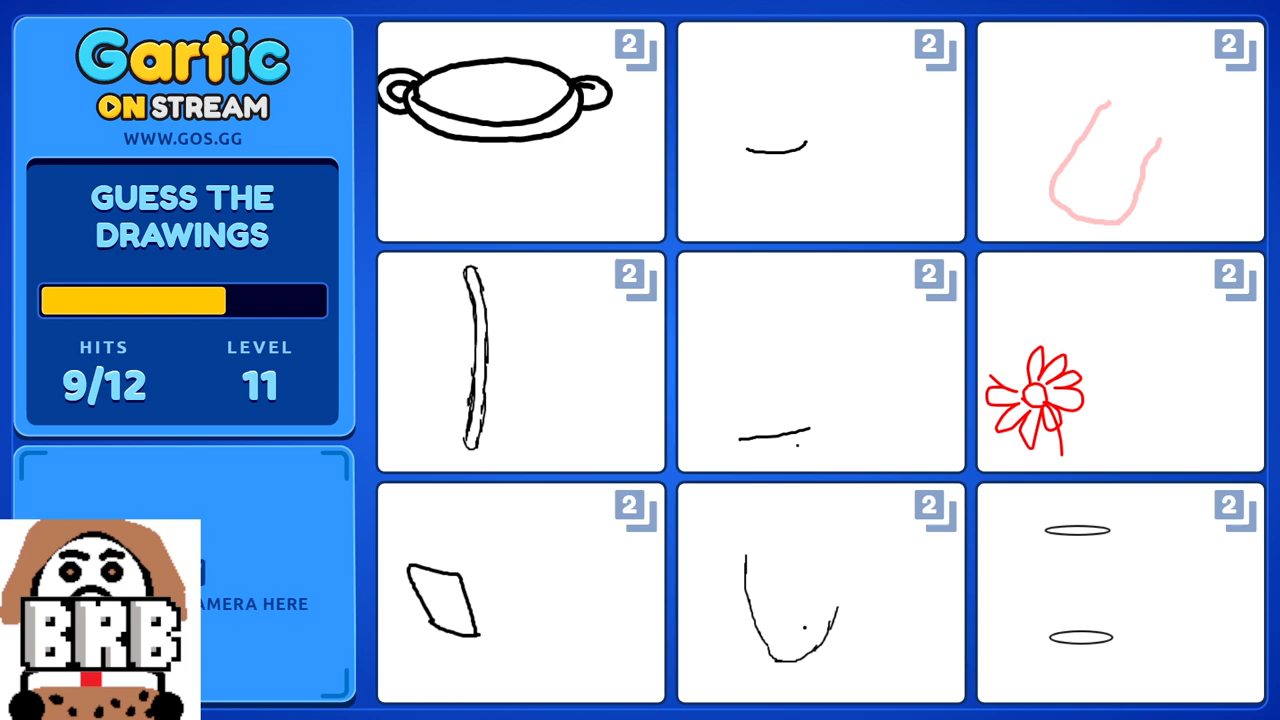 Gartic
ON STREAM
WWW.GOS.GG
GUESS THE
DRAWINGS
HITS
LEVEL
9/12
11
AMERA HERE
BRB
2
2
2
2
2
2
2
2
2